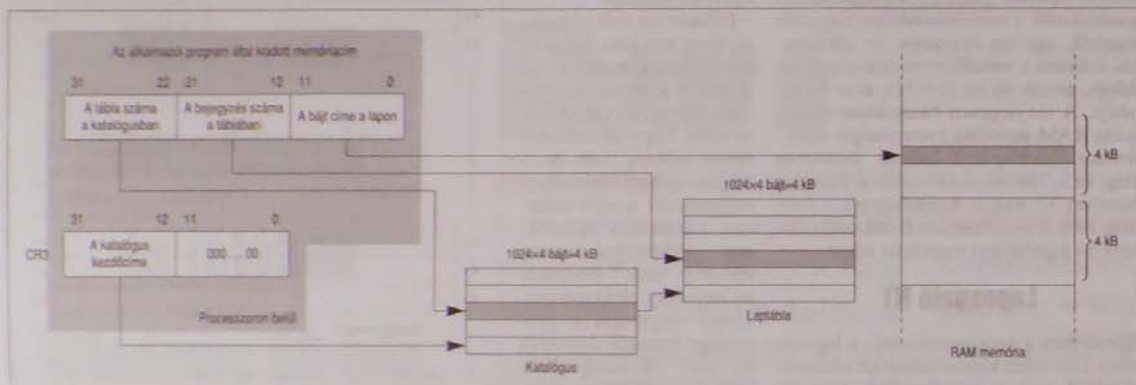 Az alkalmazói program által kiadott memóriacím
31 22 21 12 11 0
A tábla száma
a katalógusban
A bejegyzés száma
a táblában
A bájt címe a lapon
31 12 11 0
CR3
A katalógus
kezdőcíme
000 ... 00
Processzoron belül
1024×4 bájt=4 kB
Katalógus
1024×4 bájt=4 kB
Laptábla
4 kB
4 kB
RAM memória